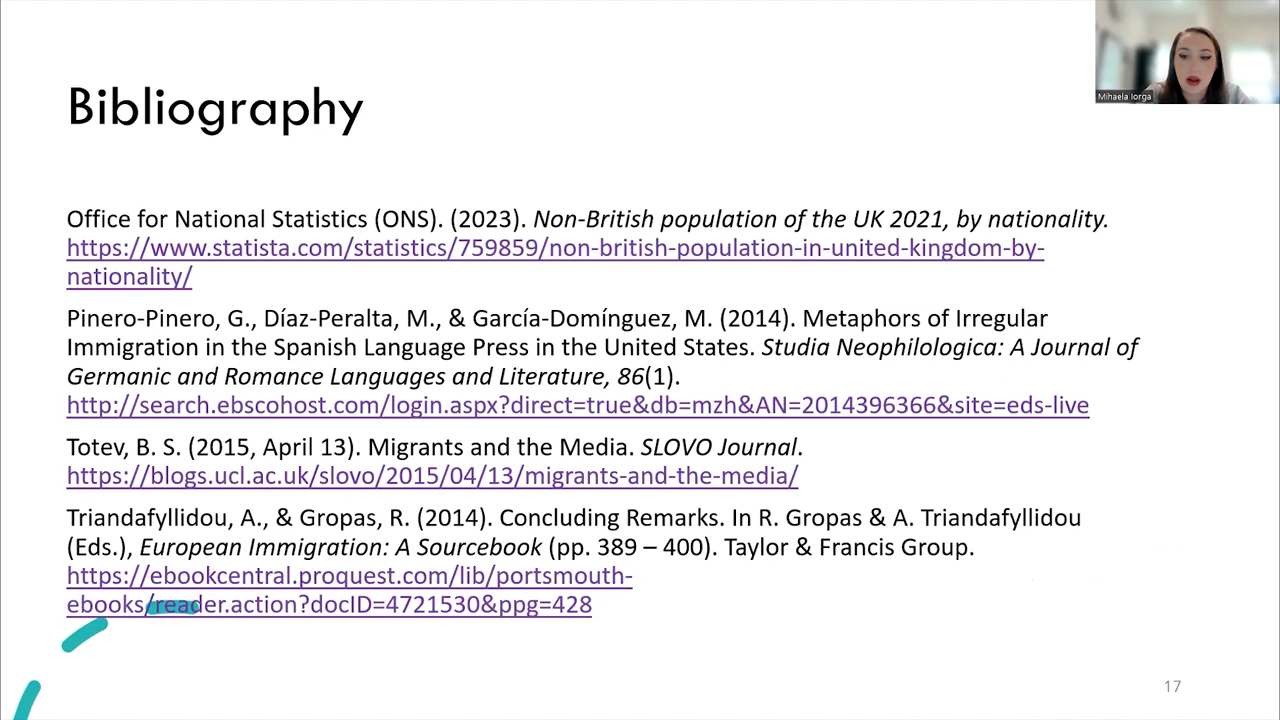 Mihaela Iorga
Bibliography
Office for National Statistics (ONS). (2023). Non-British population of the UK 2021, by nationality.
https://www.statista.com/statistics/759859/non-british-population-in-united-kingdom-by-
nationality/
Pinero-Pinero, G., Díaz-Peralta, M., & García-Domínguez, M. (2014). Metaphors of Irregular
Immigration in the Spanish Language Press in the United States. Studia Neophilologica: A Journal of
Germanic and Romance Languages and Literature, 86(1).
http://search.ebscohost.com/login.aspx?direct=true&db=mzh&AN=2014396366&site=eds-live
Totev, B. S. (2015, April 13). Migrants and the Media. SLOVO Journal.
https://blogs.ucl.ac.uk/slovo/2015/04/13/migrants-and-the-media/
Triandafyllidou, A., & Gropas, R. (2014). Concluding Remarks. In R. Gropas & A. Triandafyllidou
(Eds.), European Immigration: A Sourcebook (pp. 389 – 400). Taylor & Francis Group.
https://ebookcentral.proquest.com/lib/portsmouth-
ebooks/reader.action?docID=4721530&ppg=428
17